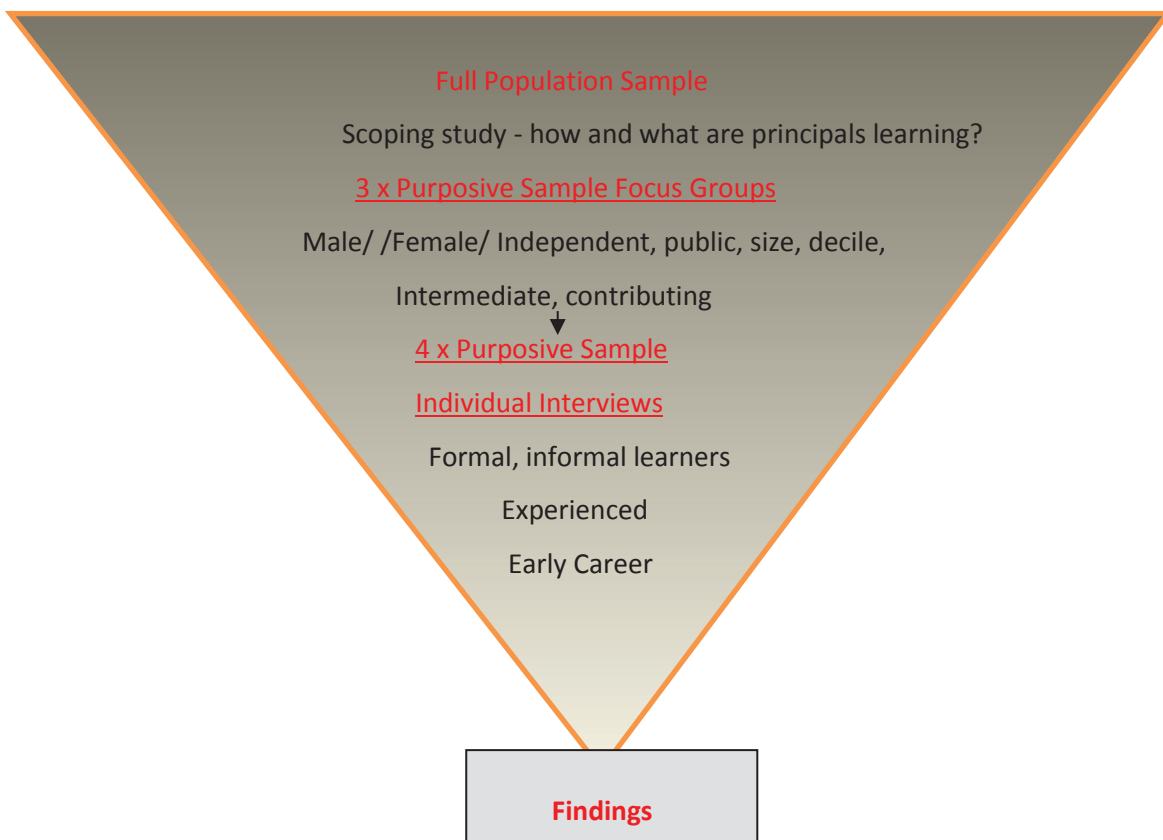 Full Population Sample
Scoping study - how and what are principals learning?
3 x Purposive Sample Focus Groups
Male/ /Female/ Independent, public, size, decile,
Intermediate, contributing
4 x Purposive Sample
Individual Interviews
Formal, informal learners
Experienced
Early Career
Findings